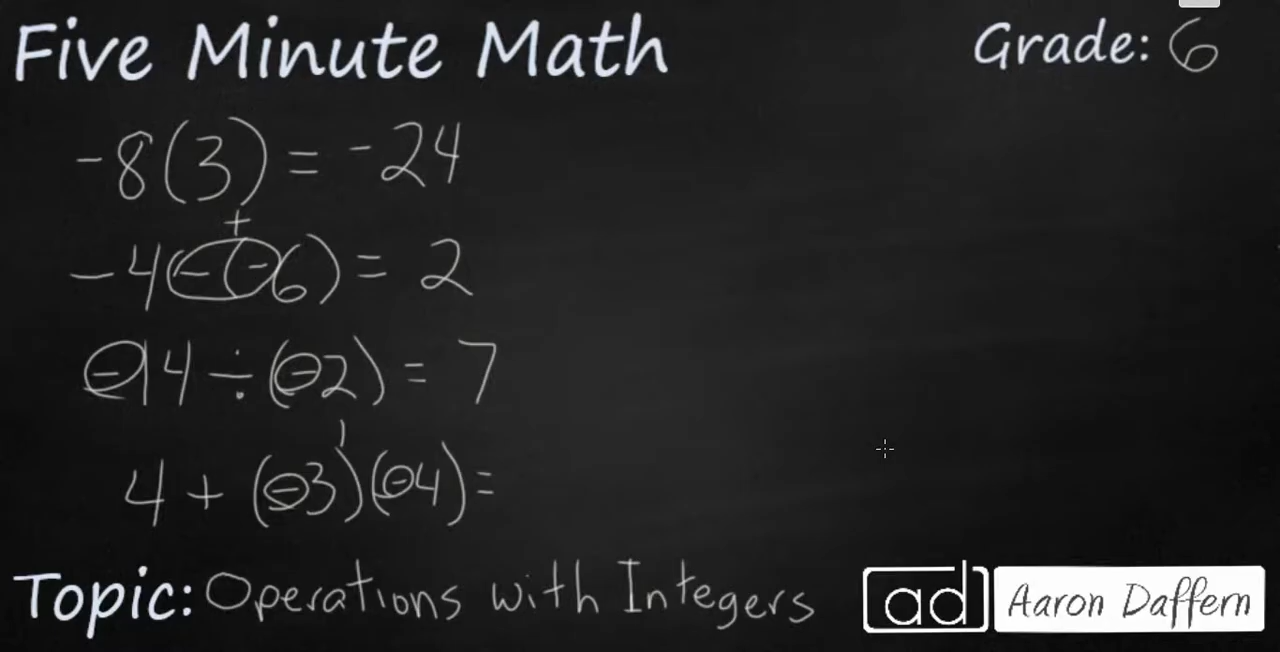 Five Minute Math
Grade: 6
-8(3) = -24
+
-4-(-6) = 2
-14 ÷ (-2) = 7
1
4 + (-3)(-4) =
Topic: Operations with Integers
ad Aaron Daffern